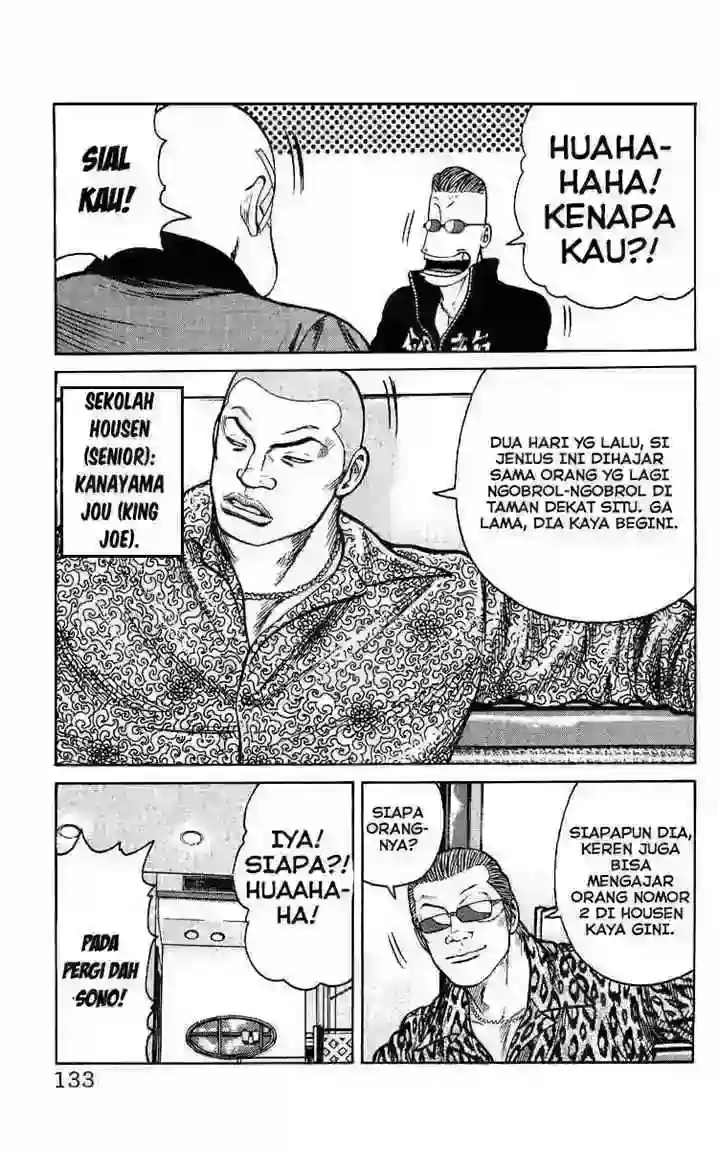 HUAHA-
HAHA!
KENAPA
KAU?!
SIAL
KAU!
SEKOLAH
HOUSEN
(SENIOR):
KANAYAMA
JOU (KING
JOE).
DUA HARI YG LALU, SI
JENIUS INI DIHAJAR
SAMA ORANG YG LAGI
NGOBROL-NGOBROL DI
TAMAN DEKAT SITU. GA
LAMA, DIA KAYA BEGINI.
SIAPAPUN DIA,
KEREN JUGA
BISA
MENGAJAR
ORANG NOMOR
2 DI HOUSEN
KAYA GINI.
SIAPA
ORANG-
NYA?
IYA!
SIAPA?!
HUAAHA-
HA!
PADA
PERGI DAH
SONO!
133